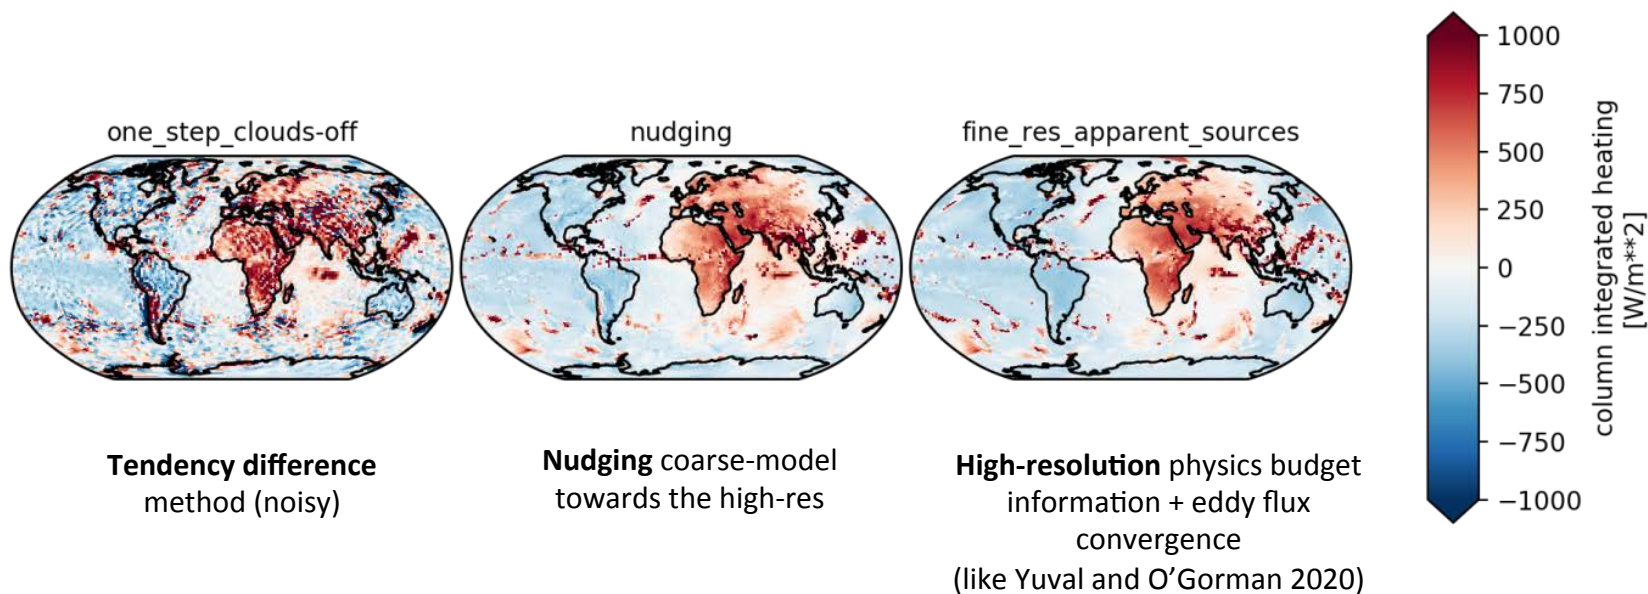 one_step_clouds-off
nudging
fine_res_apparent_sources
1000
750
500
250
0
−250
−500
−750
−1000
column integrated heating
[W/m**2]
Tendency difference
method (noisy)
Nudging coarse-model
towards the high-res
High-resolution physics budget
information + eddy flux
convergence
(like Yuval and O'Gorman 2020)